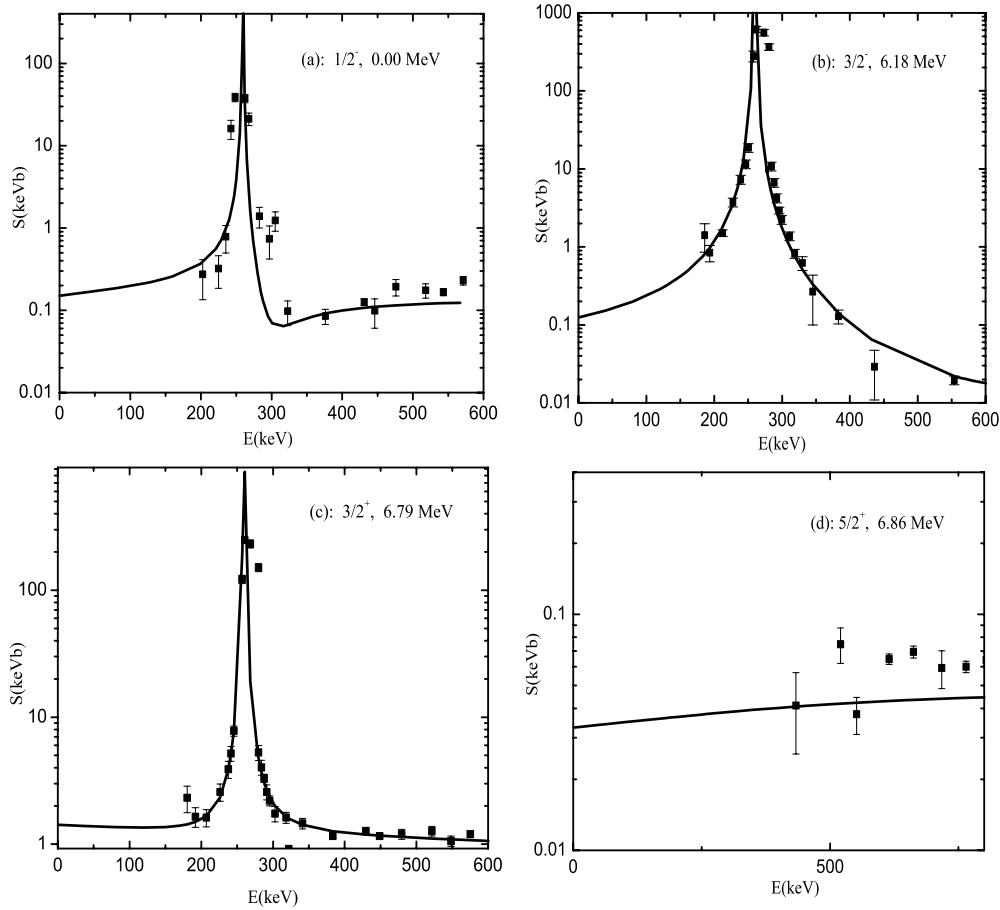 (a): 1/2⁻, 0.00 MeV
S(keVb)
100
10
1
0.1
0.01
0 100 200 300 400 500 600
E(keV)
(b): 3/2⁻, 6.18 MeV
S(keVb)
1000
100
10
1
0.1
0.01
0 100 200 300 400 500 600
E(keV)
(c): 3/2⁺, 6.79 MeV
S(keVb)
100
10
1
0 100 200 300 400 500 600
E(keV)
(d): 5/2⁺, 6.86 MeV
S(keVb)
0.1
0.01
0 500
E(keV)